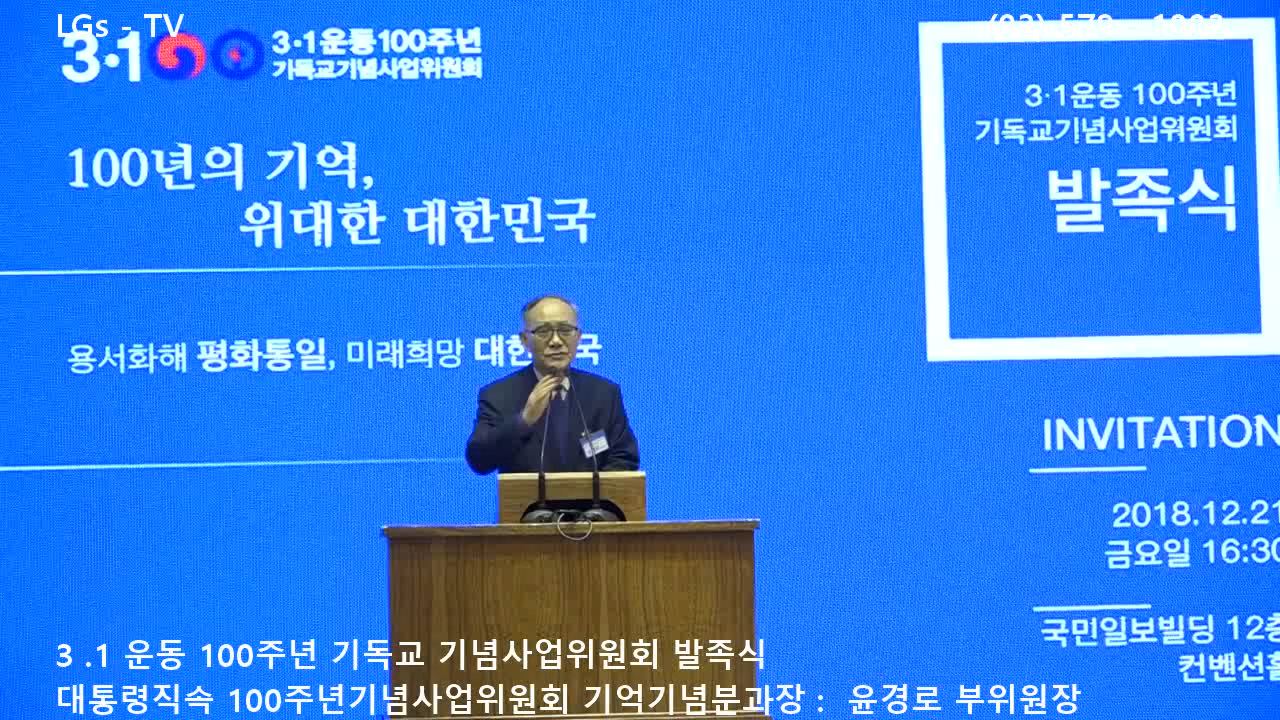 LGs - TV
3·1
3·1운동100주년
기독교기념사업위원회
100년의 기억,
위대한 대한민국
용서화해 평화통일, 미래희망
3·1운동 100주년
기독교기념사업위원회
발족식
INVITATION
2018.12.21
금요일 16:30
국민일보빌딩 12층
컨벤션홀
3 .1 운동 100주년 기독교 기념사업위원회 발족식
대통령직속 100주년기념사업위원회 기억기념분과장 : 윤경로 부위원장